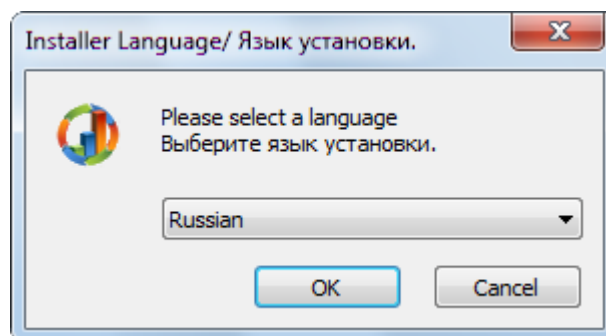 Installer Language/ Язык установки.
Please select a language
Выберите язык установки.
Russian
OK
Cancel